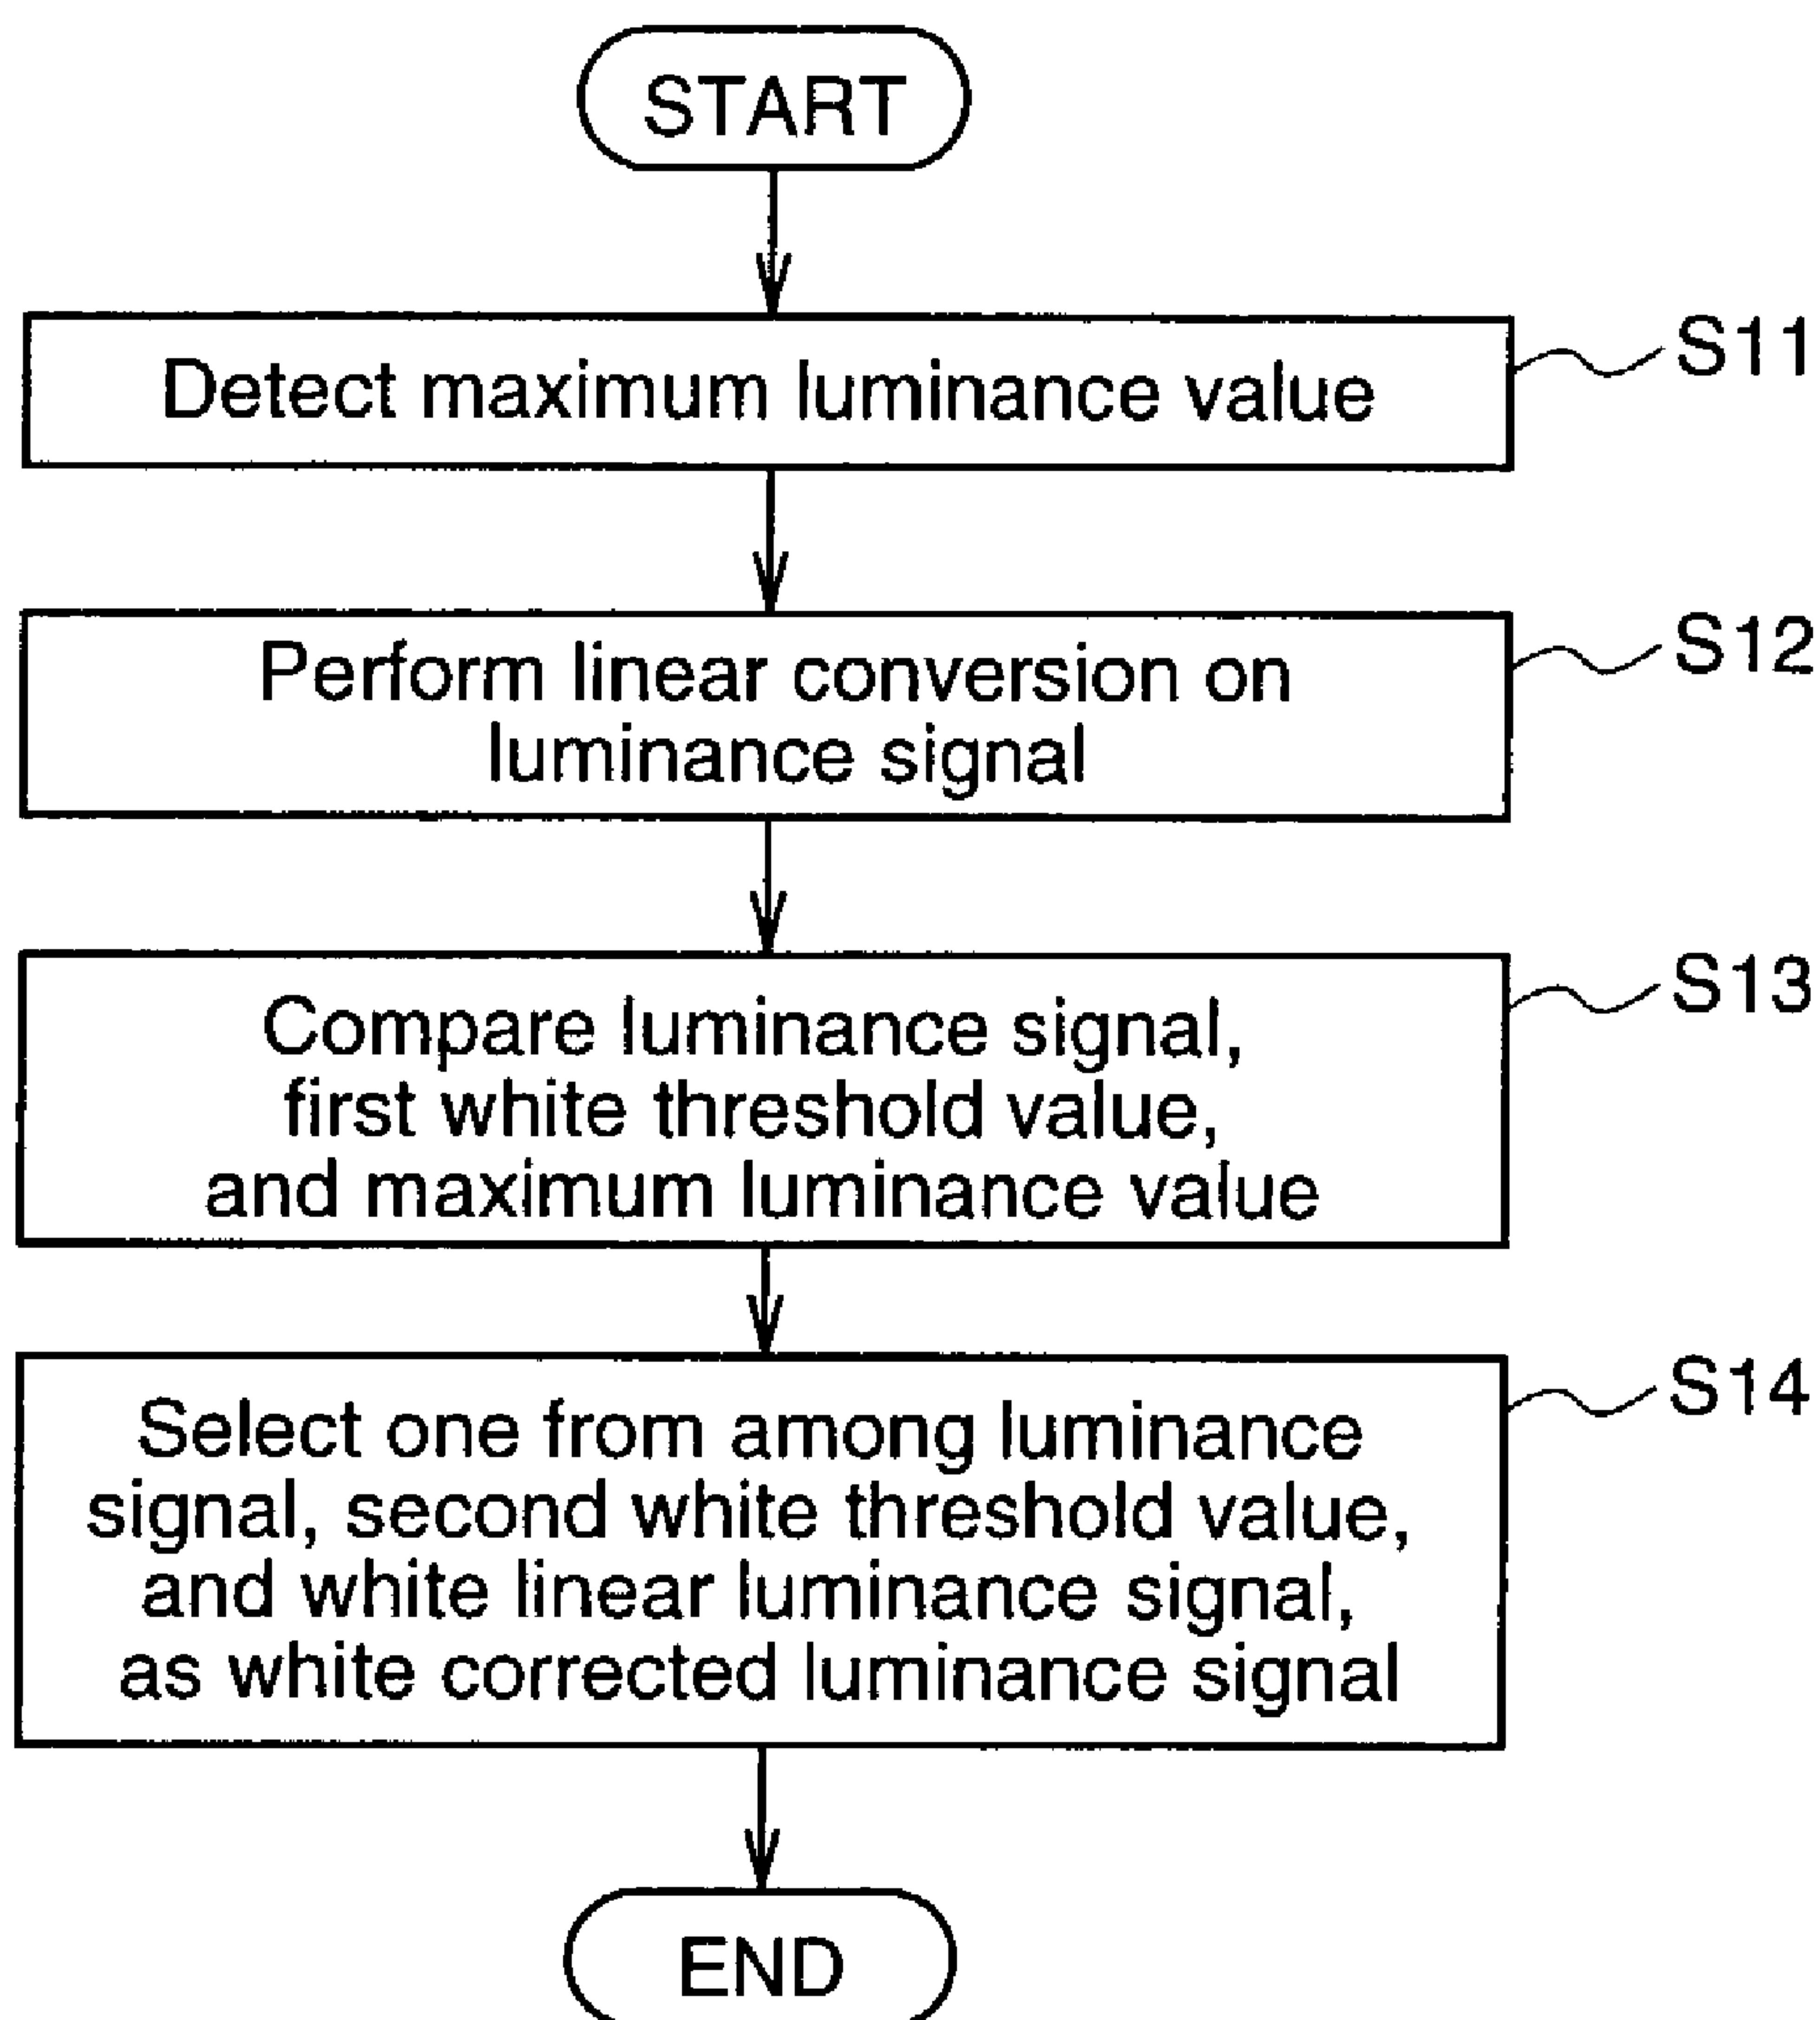 START
Detect maximum luminance value
S11
Perform linear conversion on
luminance signal
S12
Compare luminance signal,
first white threshold value,
and maximum luminance value
S13
Select one from among luminance
signal, second white threshold value,
and white linear luminance signal,
as white corrected luminance signal
S14
END